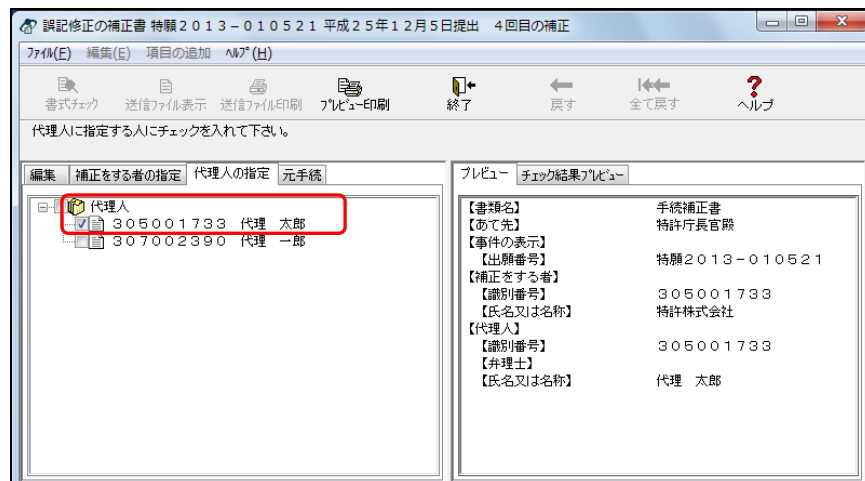 誤記修正の補正書 特願２０１３－０１０５２１ 平成２５年１２月５日提出　４回目の補正
ﾌｧｲﾙ(F)　編集(E)　項目の追加　ﾍﾙﾌﾟ(H)
書式ﾁｪｯｸ　送信ﾌｧｲﾙ表示　送信ﾌｧｲﾙ印刷　ﾌﾟﾚﾋﾞｭｰ印刷　終了　戻す　全て戻す　ヘルプ
代理人に指定する人にチェックを入れて下さい。
編集　補正をする者の指定　代理人の指定　元手続
代理人
３０５００１７３３　代理　太郎
３０７００２３９０　代理　一郎
プレビュー　チェック結果ﾌﾟﾚﾋﾞｭｰ
【書類名】　手続補正書
【あて先】　特許庁長官殿
【事件の表示】
【出願番号】　特願２０１３－０１０５２１
【補正をする者】
【識別番号】　３０５００１７３３
【氏名又は名称】　特許株式会社
【代理人】
【識別番号】　３０５００１７３３
【弁理士】
【氏名又は名称】　代理　太郎